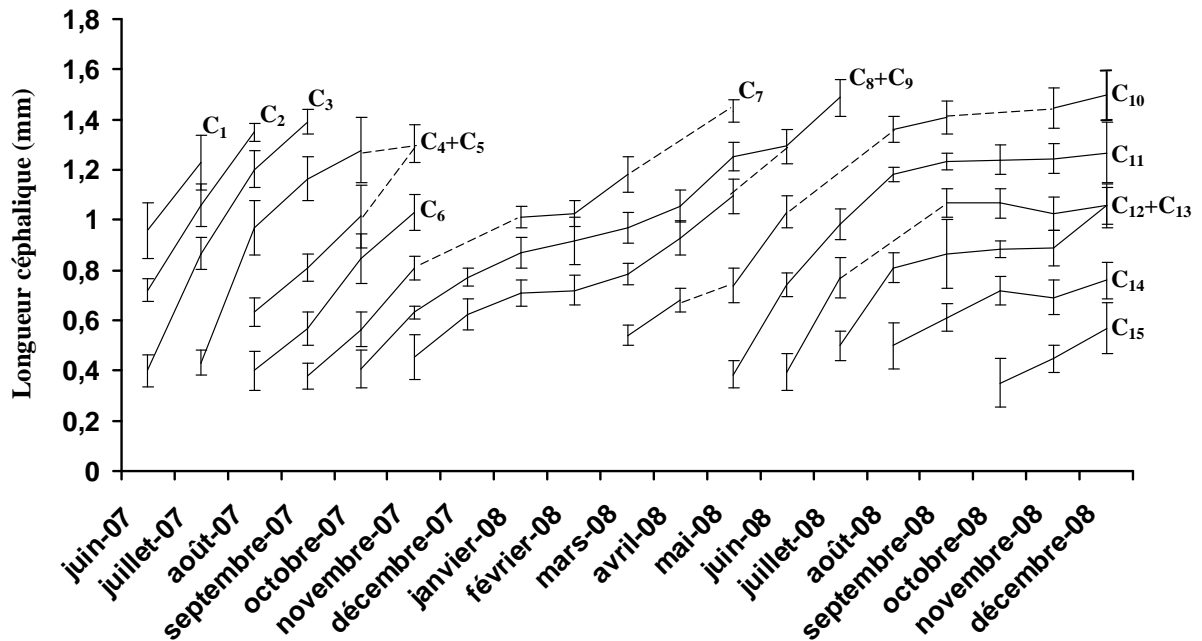 Longueur céphalique (mm)
1,8
1,6
1,4
1,2
1
0,8
0,6
0,4
0,2
0
C1
C2
C3
C4+C5
C6
C7
C8+C9
C10
C11
C12+C13
C14
C15
juin-07
juillet-07
août-07
septembre-07
octobre-07
novembre-07
décembre-07
janvier-08
février-08
mars-08
avril-08
mai-08
juin-08
juillet-08
août-08
septembre-08
octobre-08
novembre-08
décembre-08